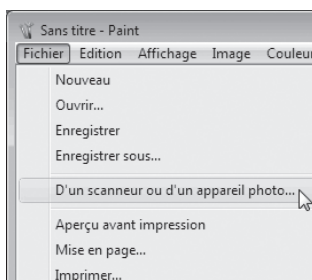 Sans titre - Paint
Fichier Edition Affichage Image Couleur
Nouveau
Ouvrir...
Enregistrer
Enregistrer sous...
D'un scanneur ou d'un appareil photo...
Aperçu avant impression
Mise en page...
Imprimer...